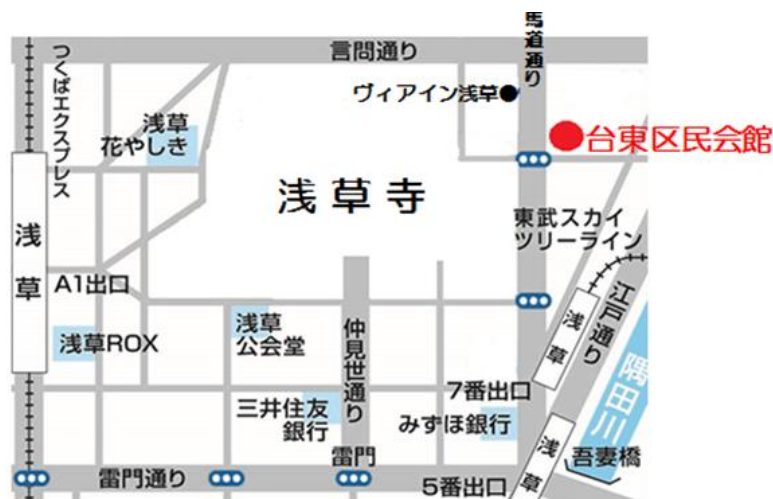 言問通り
馬道通り
つくばエクスプレス
ヴィアイン浅草
浅草
花やしき
台東区民会館
浅草寺
東武スカイ
ツリーライン
浅草
A1出口
江戸通り
浅草ROX
浅草
公会堂
仲見世通り
浅草
隅田川
7番出口
三井住友
銀行
みずほ銀行
雷門通り
雷門
5番出口
浅草
吾妻橋